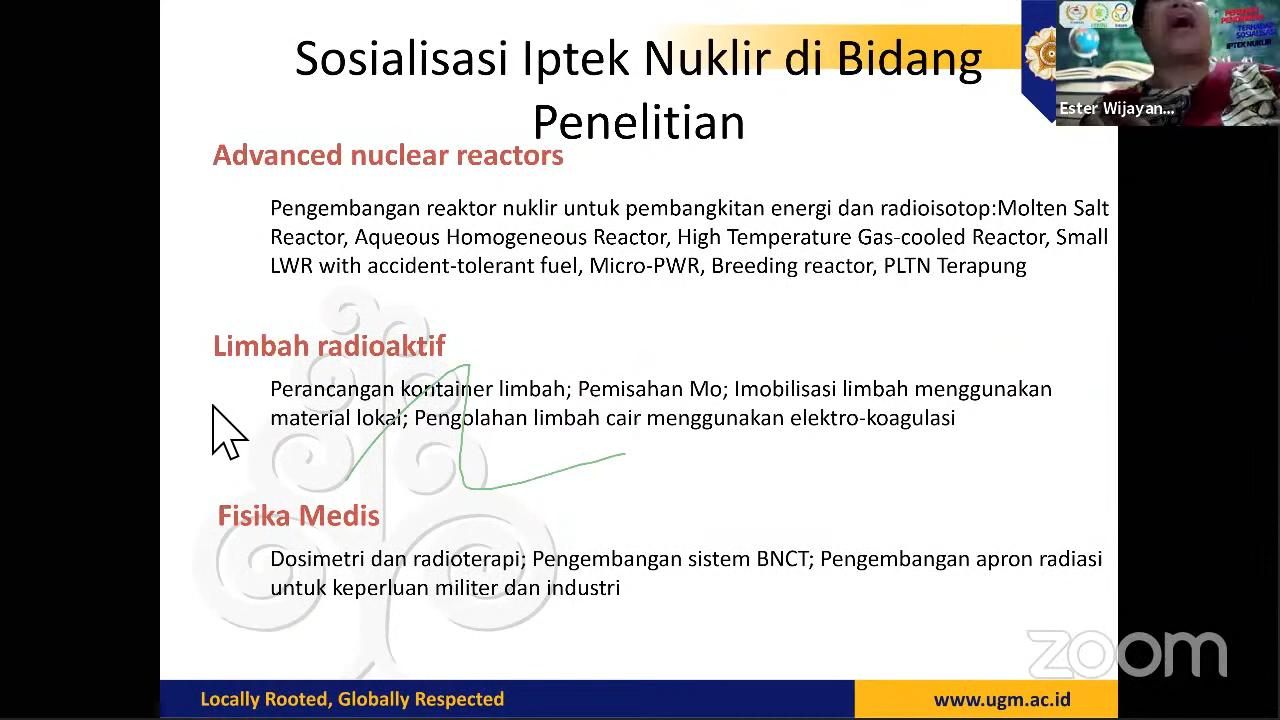 Sosialisasi Iptek Nuklir di Bidang
Penelitian
Advanced nuclear reactors
Pengembangan reaktor nuklir untuk pembangkitan energi dan radioisotop:Molten Salt
Reactor, Aqueous Homogeneous Reactor, High Temperature Gas-cooled Reactor, Small
LWR with accident-tolerant fuel, Micro-PWR, Breeding reactor, PLTN Terapung
Limbah radioaktif
Perancangan kontainer limbah; Pemisahan Mo; Imobilisasi limbah menggunakan
material lokal; Pengolahan limbah cair menggunakan elektro-koagulasi
Fisika Medis
Dosimetri dan radioterapi; Pengembangan sistem BNCT; Pengembangan apron radiasi
untuk keperluan militer dan industri
Locally Rooted, Globally Respected
www.ugm.ac.id
TERHADAP
SOSIALISASI
IPTEK NUKLIR
Ester Wijayan...
zoom